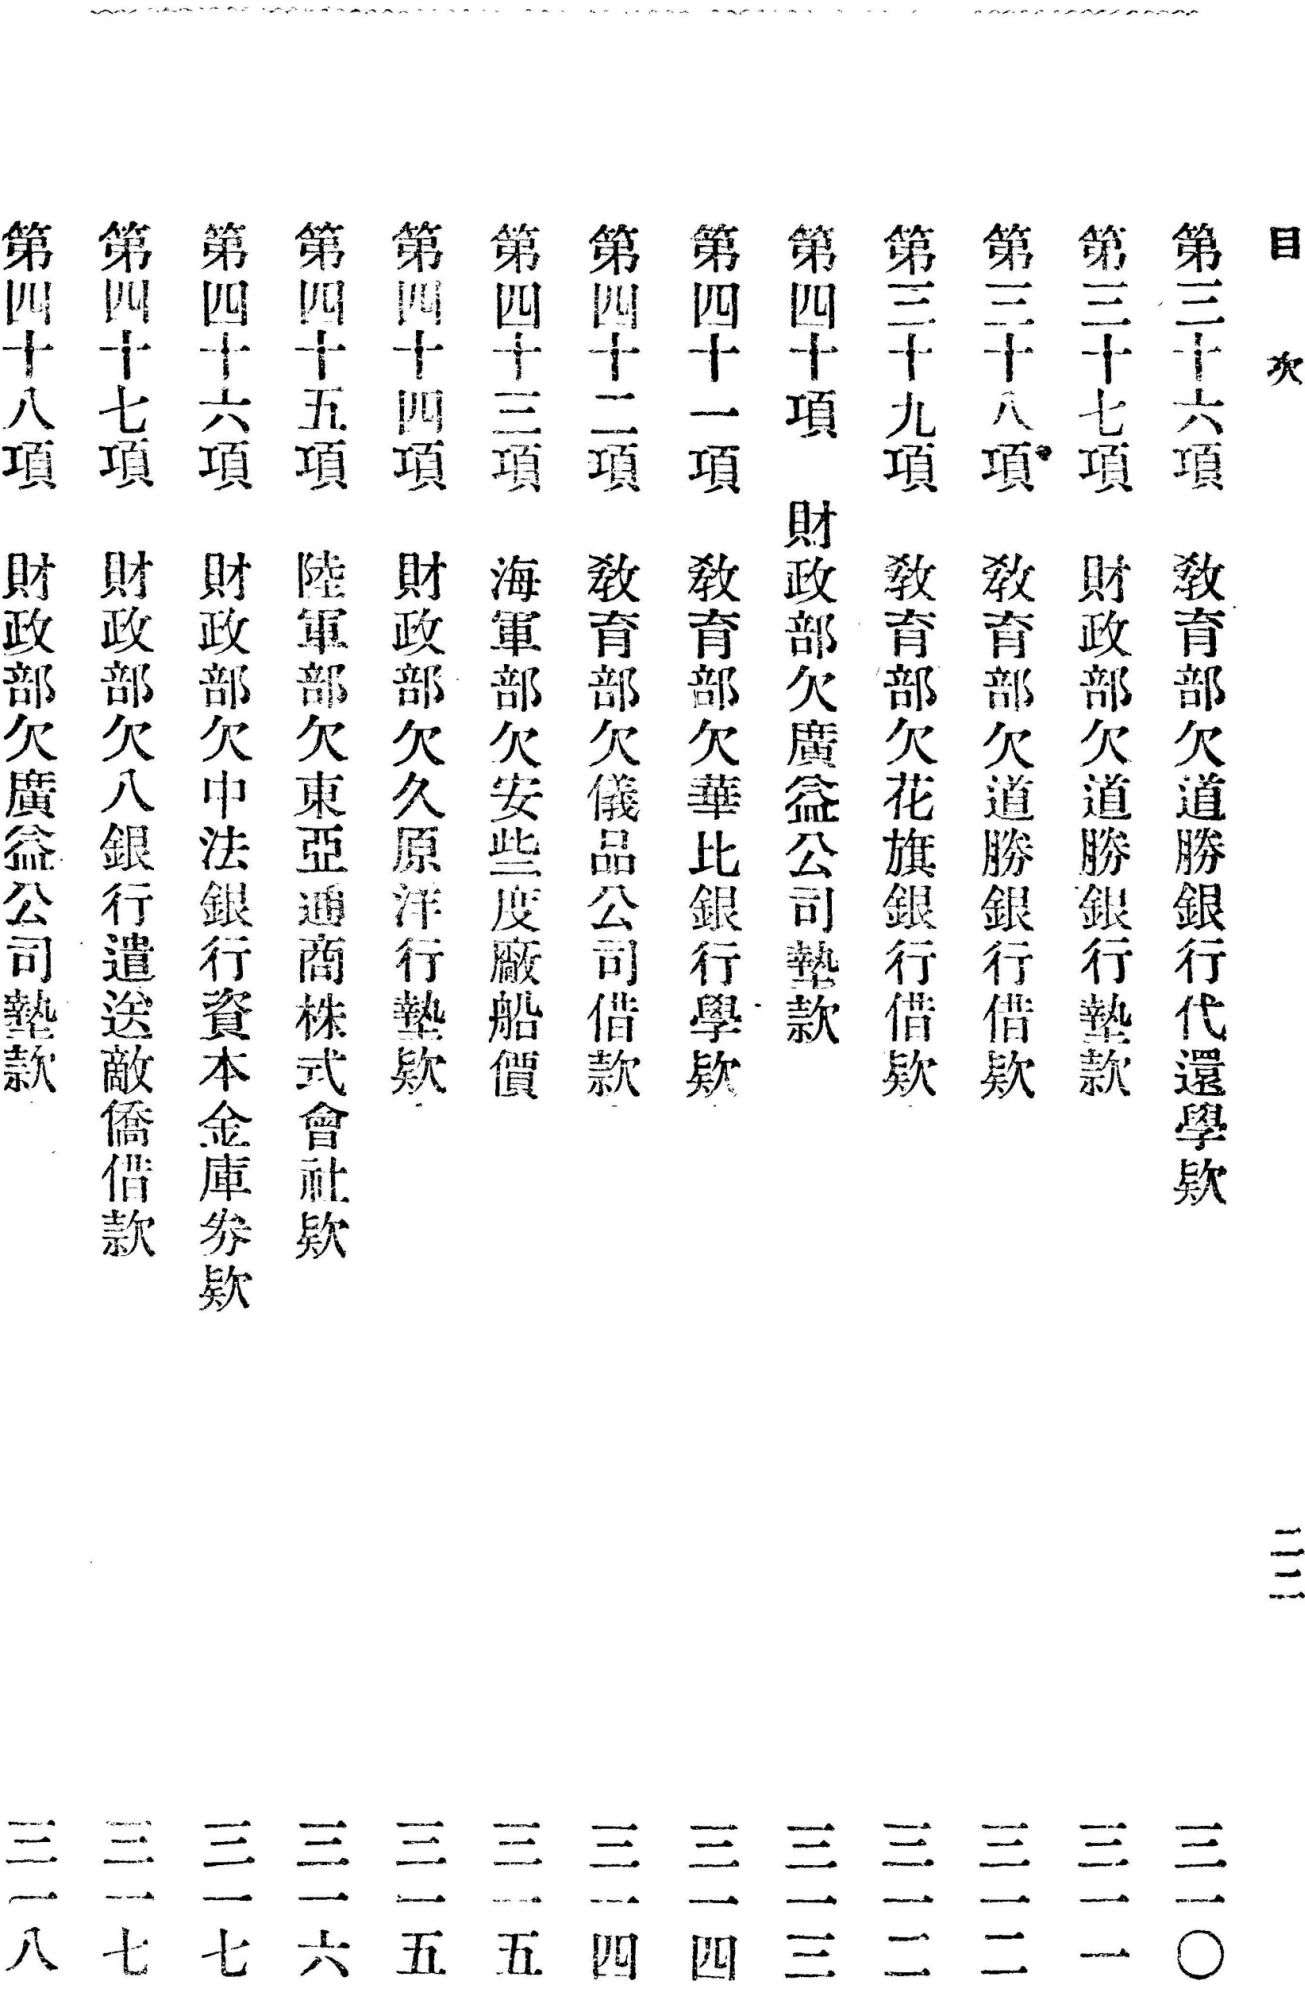 目次 二二
第三十六項 敎育部欠道勝銀行代還學欵 三一〇
第三十七項 財政部欠道勝銀行墊款 三一一
第三十八項 敎育部欠道勝銀行借欵 三一二
第三十九項 敎育部欠花旗銀行借欵 三一二
第四十項 財政部欠廣益公司墊款 三一三
第四十一項 敎育部欠華比銀行學欵 三一四
第四十二項 敎育部欠儀品公司借款 三一四
第四十三項 海軍部欠安些度廠船價 三一五
第四十四項 財政部欠久原洋行墊欵 三一五
第四十五項 陸軍部欠東亞通商株式會社欵 三一六
第四十六項 財政部欠中法銀行資本金庫券欵 三一七
第四十七項 財政部欠八銀行遣送敵僑借款 三一七
第四十八項 財政部欠廣益公司墊款 三一八